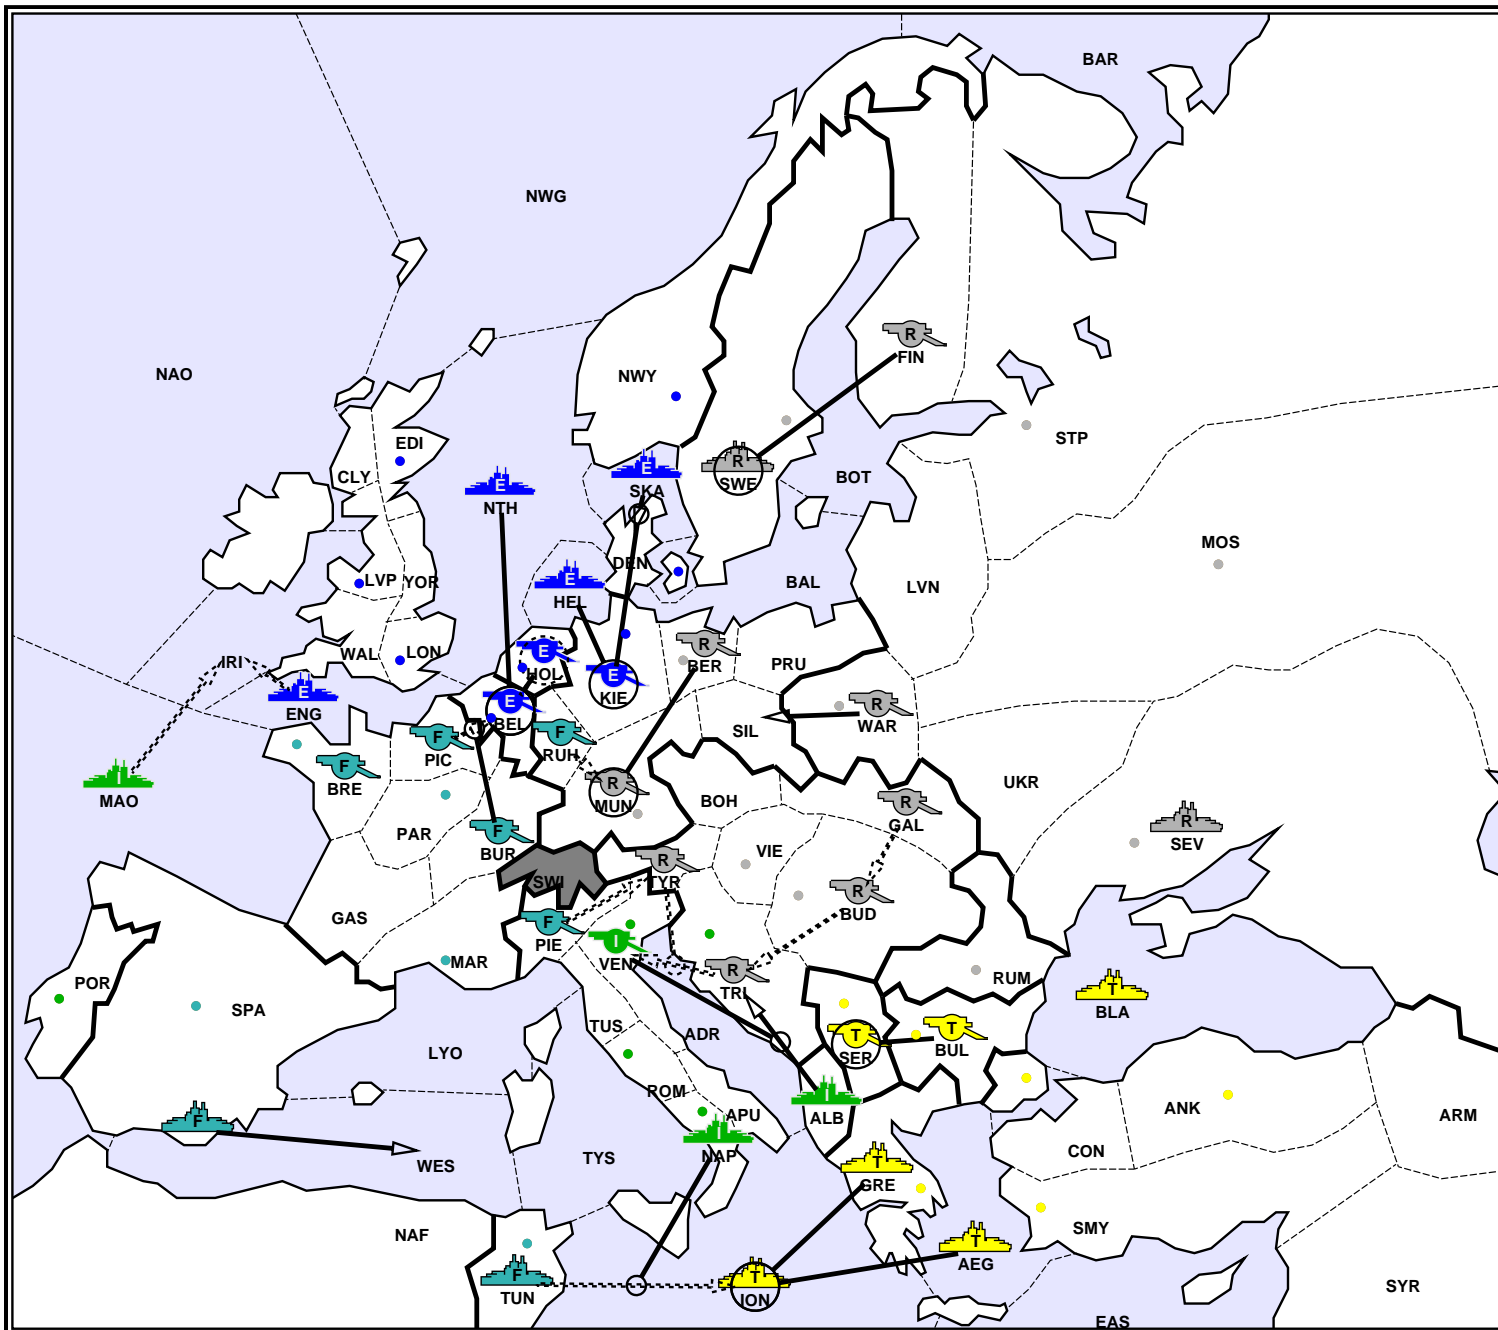 BAR
NWG
R
FIN
NAO
NWY
EDI
STP
R
SWE
CLY
E
SKA
BOT
E
NTH
MOS
DEN
E
HEL
LVP
YOR
BAL
LVN
WAL
LON
IRI
E
HOL
R
BER
PRU
E
KIE
E
ENG
E
BEL
R
WAR
SIL
F
PIC
F
RUH
I
MAO
F
BRE
R
MUN
BOH
UKR
R
GAL
R
SEV
PAR
F
BUR
VIE
SWI
R
TYR
R
BUD
GAS
F
PIE
I
VEN
MAR
R
TRI
RUM
POR
SPA
T
BLA
TUS
ADR
T
SER
T
BUL
LYO
ROM
APU
I
ALB
ANK
ARM
F
WES
TYS
I
NAP
CON
T
GRE
NAF
SMY
T
AEG
F
TUN
T
ION
SYR
EAS